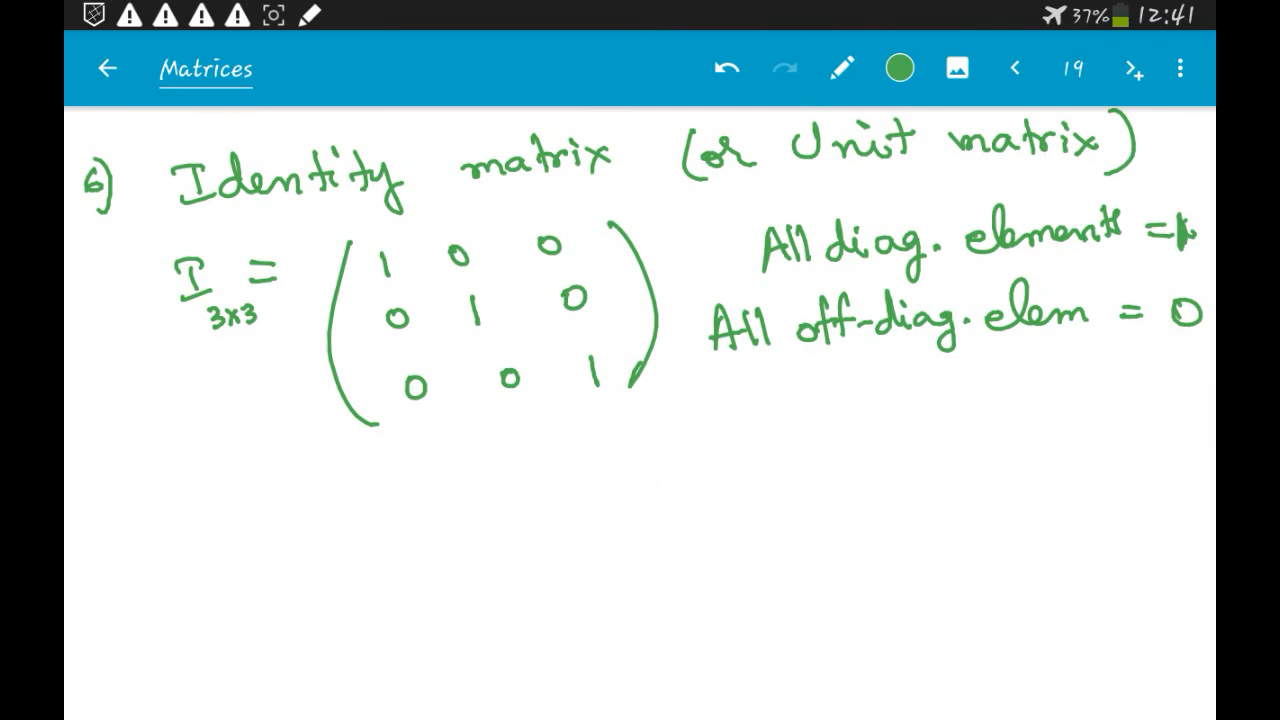 37% 12:41
Matrices 19
6) Identity matrix (or Unit matrix)
I 3x3 = ( 1 0 0
0 1 0
0 0 1 )
All diag. elements = 1
All off-diag. elem = 0